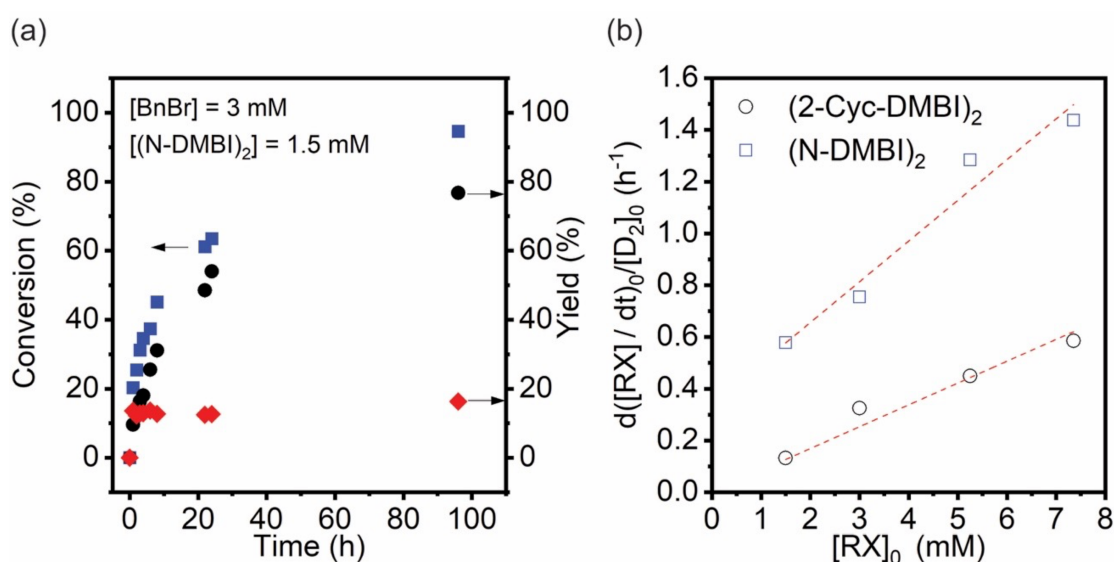 (a)
[BnBr] = 3 mM
[(N-DMBI)₂] = 1.5 mM
100
80
60
40
20
0
Conversion (%)
0 20 40 60 80 100
Time (h)
100
80
60
40
20
0
Yield (%)
(b)
(2-Cyc-DMBI)₂
(N-DMBI)₂
1.6
1.4
1.2
1.0
0.8
0.6
0.4
0.2
0.0
d([RX] / dt)₀/[D₂]₀ (h⁻¹)
0 1 2 3 4 5 6 7 8
[RX]₀ (mM)